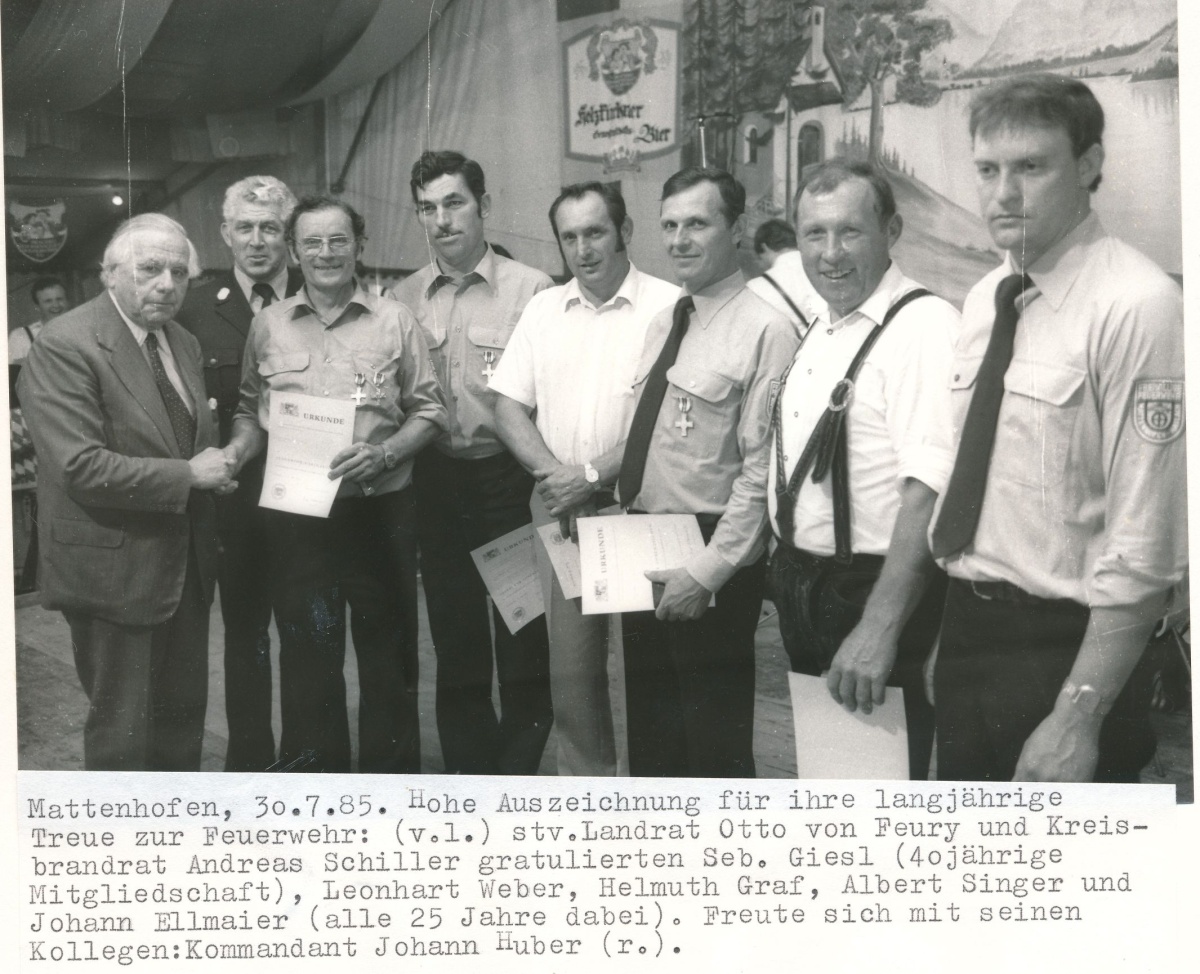 Holzkirchner
Bier
URKUNDE
URKUNDE
URKUNDE
Mattenhofen, 3o.7.85. Hohe Auszeichnung für ihre langjährige
Treue zur Feuerwehr: (v.l.) stv.Landrat Otto von Feury und Kreis-
brandrat Andreas Schiller gratulierten Seb. Giesl (4ojährige
Mitgliedschaft), Leonhart Weber, Helmuth Graf, Albert Singer und
Johann Ellmaier (alle 25 Jahre dabei). Freute sich mit seinen
Kollegen:Kommandant Johann Huber (r.).